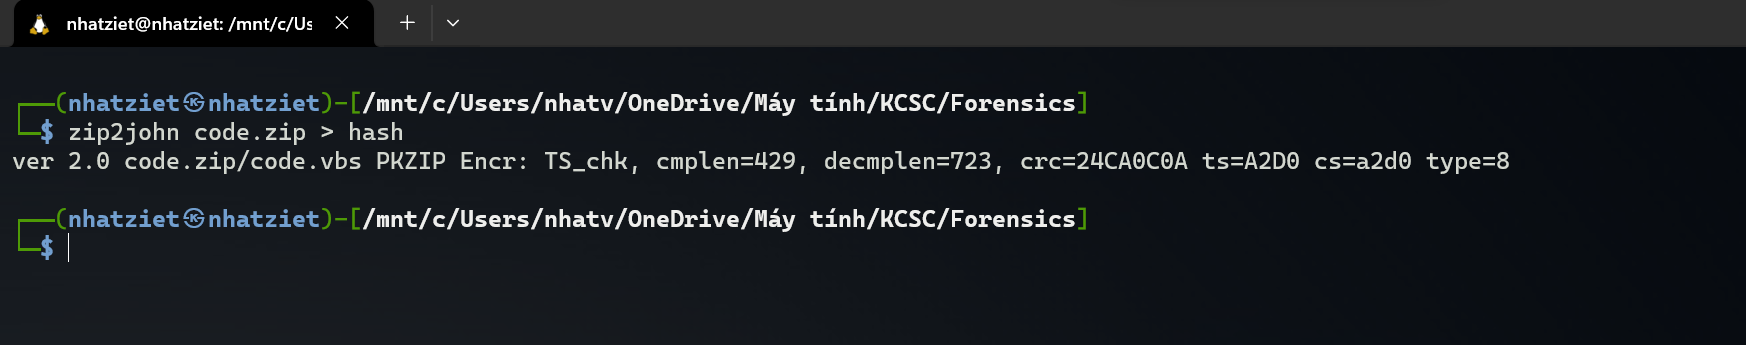 nhatziet@nhatziet: /mnt/c/Us
(nhatziet㉿nhatziet)-[/mnt/c/Users/nhatv/OneDrive/Máy tính/KCSC/Forensics]
$ zip2john code.zip > hash
ver 2.0 code.zip/code.vbs PKZIP Encr: TS_chk, cmplen=429, decmplen=723, crc=24CA0C0A ts=A2D0 cs=a2d0 type=8
(nhatziet㉿nhatziet)-[/mnt/c/Users/nhatv/OneDrive/Máy tính/KCSC/Forensics]
$